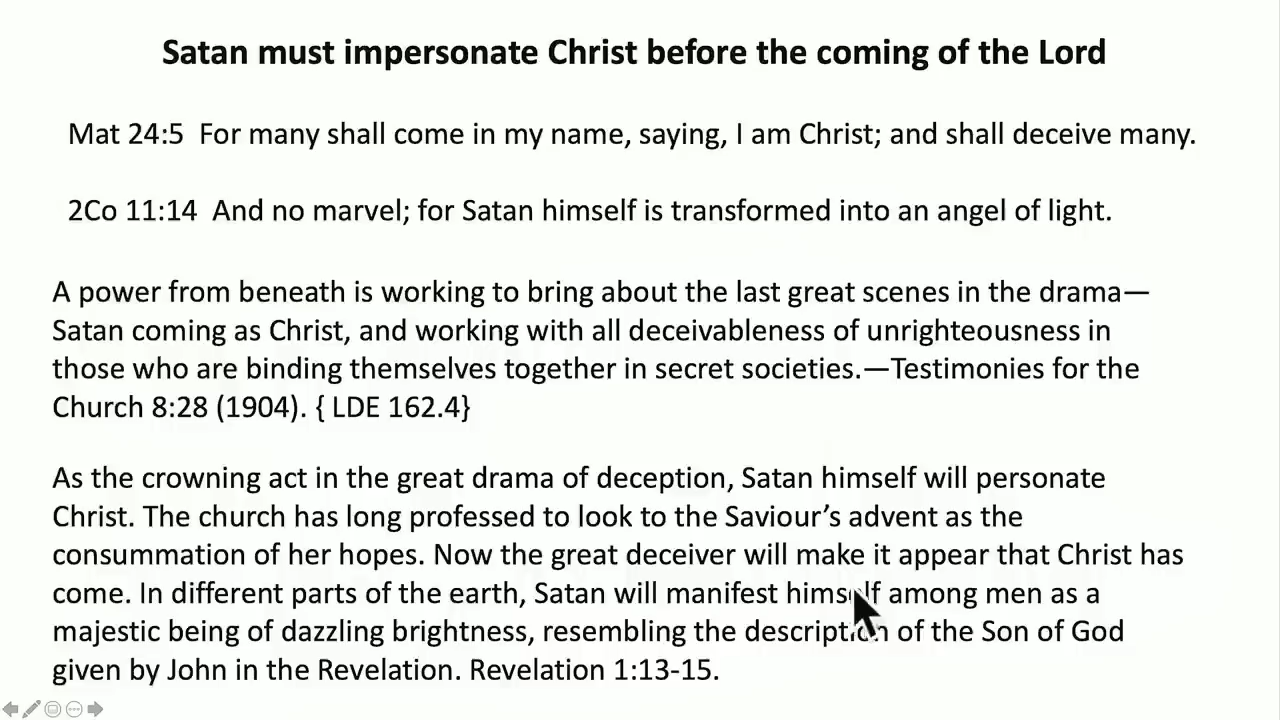 Satan must impersonate Christ before the coming of the Lord
Mat 24:5  For many shall come in my name, saying, I am Christ; and shall deceive many.
2Co 11:14  And no marvel; for Satan himself is transformed into an angel of light.
A power from beneath is working to bring about the last great scenes in the drama—
Satan coming as Christ, and working with all deceivableness of unrighteousness in
those who are binding themselves together in secret societies.—Testimonies for the
Church 8:28 (1904). { LDE 162.4}
As the crowning act in the great drama of deception, Satan himself will personate
Christ. The church has long professed to look to the Saviour’s advent as the
consummation of her hopes. Now the great deceiver will make it appear that Christ has
come. In different parts of the earth, Satan will manifest himself among men as a
majestic being of dazzling brightness, resembling the description of the Son of God
given by John in the Revelation. Revelation 1:13-15.